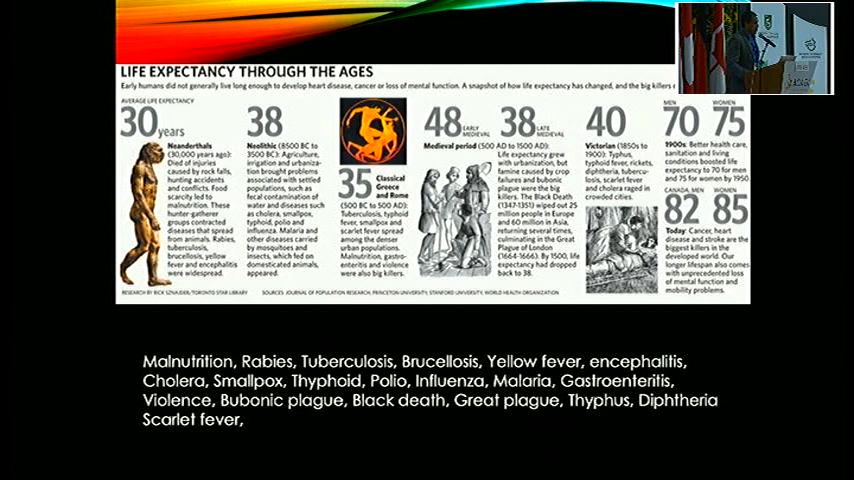 LIFE EXPECTANCY THROUGH THE AGES
Early humans did not generally live long enough to develop heart disease, cancer or loss of mental function. A snapshot of how life expectancy has changed, and the big killers
AVERAGE LIFE EXPECTANCY
30 years
Neanderthals
(30,000 years ago):
Died of injuries
caused by rock falls,
hunting accidents
and conflicts. Food
scarcity led to
malnutrition. These
hunter-gatherer
groups contracted
diseases that spread
from animals. Rabies,
tuberculosis,
brucellosis, yellow
fever and encephalitis
were widespread.
38
Neolithic (8500 BC to
3500 BC): Agriculture,
irrigation and urbaniza-
tion brought problems
associated with settled
populations, such as
fecal contamination of
water and diseases such
as cholera, smallpox,
typhoid, polio and
influenza. Malaria and
other diseases carried
by mosquitoes and
insects, which fed on
domesticated animals,
appeared.
35 Classical
Greece
and Rome
(500 BC to 500 AD):
Tuberculosis, typhoid
fever, smallpox and
scarlet fever spread
among the denser
urban populations.
Malnutrition, gastro-
enteritis and violence
were also big killers.
48 EARLY MEDIEVAL 38 LATE MEDIEVAL
Medieval period (500 AD to 1500 AD):
Life expectancy grew
with urbanization, but
famine caused by crop
failures and bubonic
plague were the big
killers. The Black Death
(1347-1351) wiped out 25
million people in Europe
and 60 million in Asia,
returning several times,
culminating in the Great
Plague of London
(1664-1666). By 1500, life
expectancy had dropped
back to 38.
40
Victorian (1850s to
1900): Typhus,
typhoid fever, rickets,
diphtheria, tubercu-
losis, scarlet fever
and cholera raged in
crowded cities.
MEN WOMEN
70 75
1900s: Better health care,
sanitation and living
conditions boosted life
expectancy to 70 for men
and 75 for women by 1950
CANADA, MEN WOMEN
82 85
Today: Cancer, heart
disease and stroke are the
biggest killers in the
developed world. Our
longer lifespan also comes
with unprecedented loss
of mental function and
mobility problems.
RESEARCH BY RICK SZNAJDER/TORONTO STAR LIBRARY SOURCES: JOURNAL OF POPULATION RESEARCH, PRINCETON UNIVERSITY, STANFORD UNIVERSITY, WORLD HEALTH ORGANIZATION
Malnutrition, Rabies, Tuberculosis, Brucellosis, Yellow fever, encephalitis,
Cholera, Smallpox, Thyphoid, Polio, Influenza, Malaria, Gastroenteritis,
Violence, Bubonic plague, Black death, Great plague, Thyphus, Diphtheria
Scarlet fever,